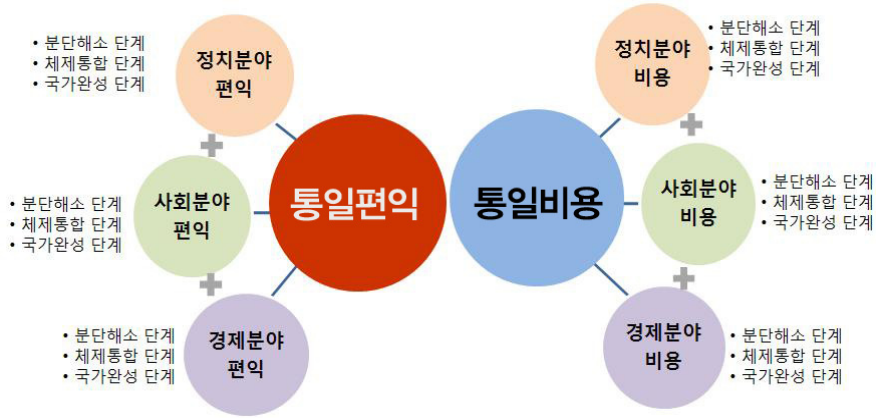 • 분단해소 단계
• 체제통합 단계
• 국가완성 단계
정치분야
편익
• 분단해소 단계
• 체제통합 단계
• 국가완성 단계
사회분야
편익
• 분단해소 단계
• 체제통합 단계
• 국가완성 단계
경제분야
편익
통일편익
통일비용
정치분야
비용
• 분단해소 단계
• 체제통합 단계
• 국가완성 단계
사회분야
비용
• 분단해소 단계
• 체제통합 단계
• 국가완성 단계
경제분야
비용
• 분단해소 단계
• 체제통합 단계
• 국가완성 단계